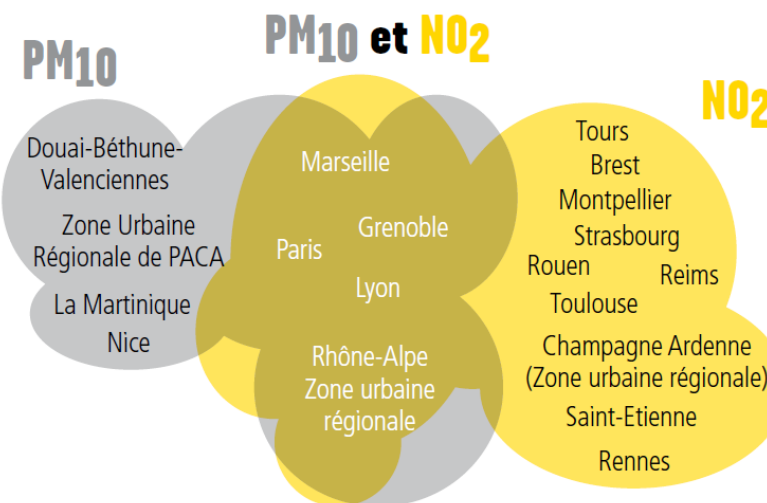 PM10
PM10 et NO2
NO2
Douai-Béthune-
Valenciennes
Zone Urbaine
Régionale de PACA
La Martinique
Nice
Marseille
Grenoble
Paris
Lyon
Rhône-Alpe
Zone urbaine
régionale
Tours
Brest
Montpellier
Strasbourg
Rouen
Reims
Toulouse
Champagne Ardenne
(Zone urbaine régionale)
Saint-Etienne
Rennes